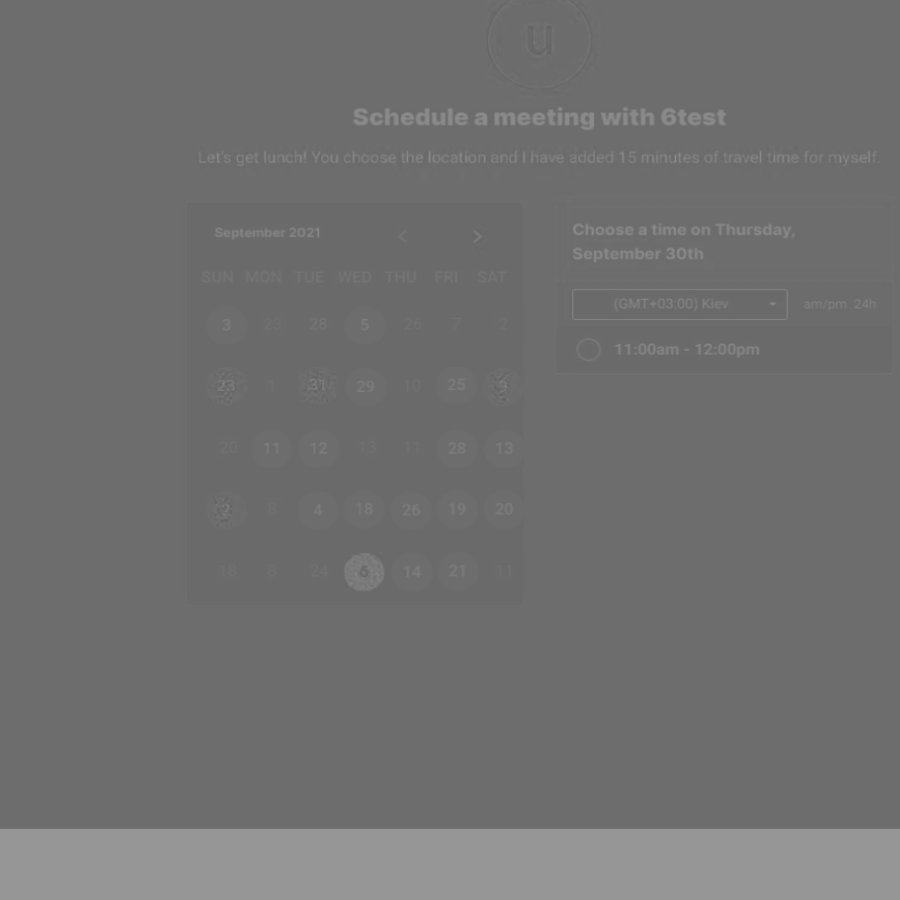 u
Schedule a meeting with 6test
Let's get lunch! You choose the location and I have added 15 minutes of travel time for myself.
September 2021 < >
SUN MON TUE WED THU FRI SAT
3 23 28 5 26 7 2
23 1 31 29 10 25 9
20 11 12 13 11 28 13
8 4 18 26 19 20
18 8 24 6 14 21 11
Choose a time on Thursday,
September 30th
(GMT+03:00) Kiev am/pm 24h
11:00am - 12:00pm